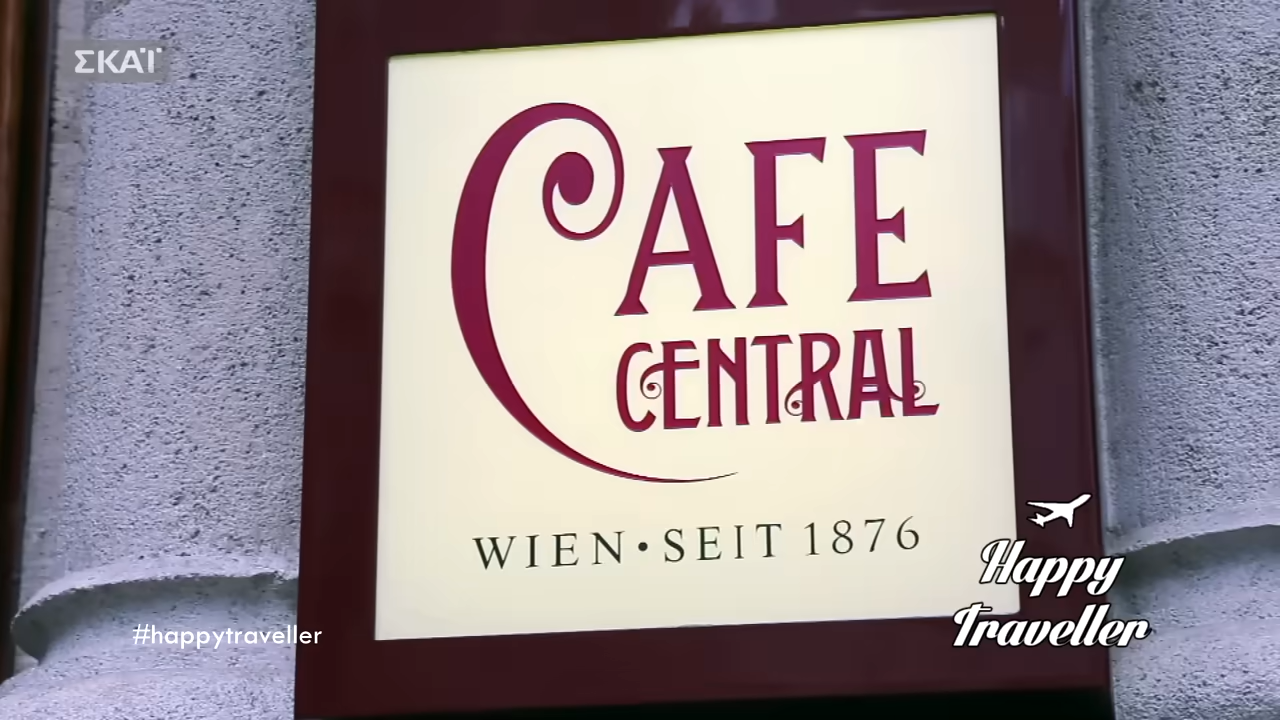 ΣΚΑΪ
CAFE
CENTRAL
WIEN•SEIT 1876
#happytraveller
Happy
Traveller